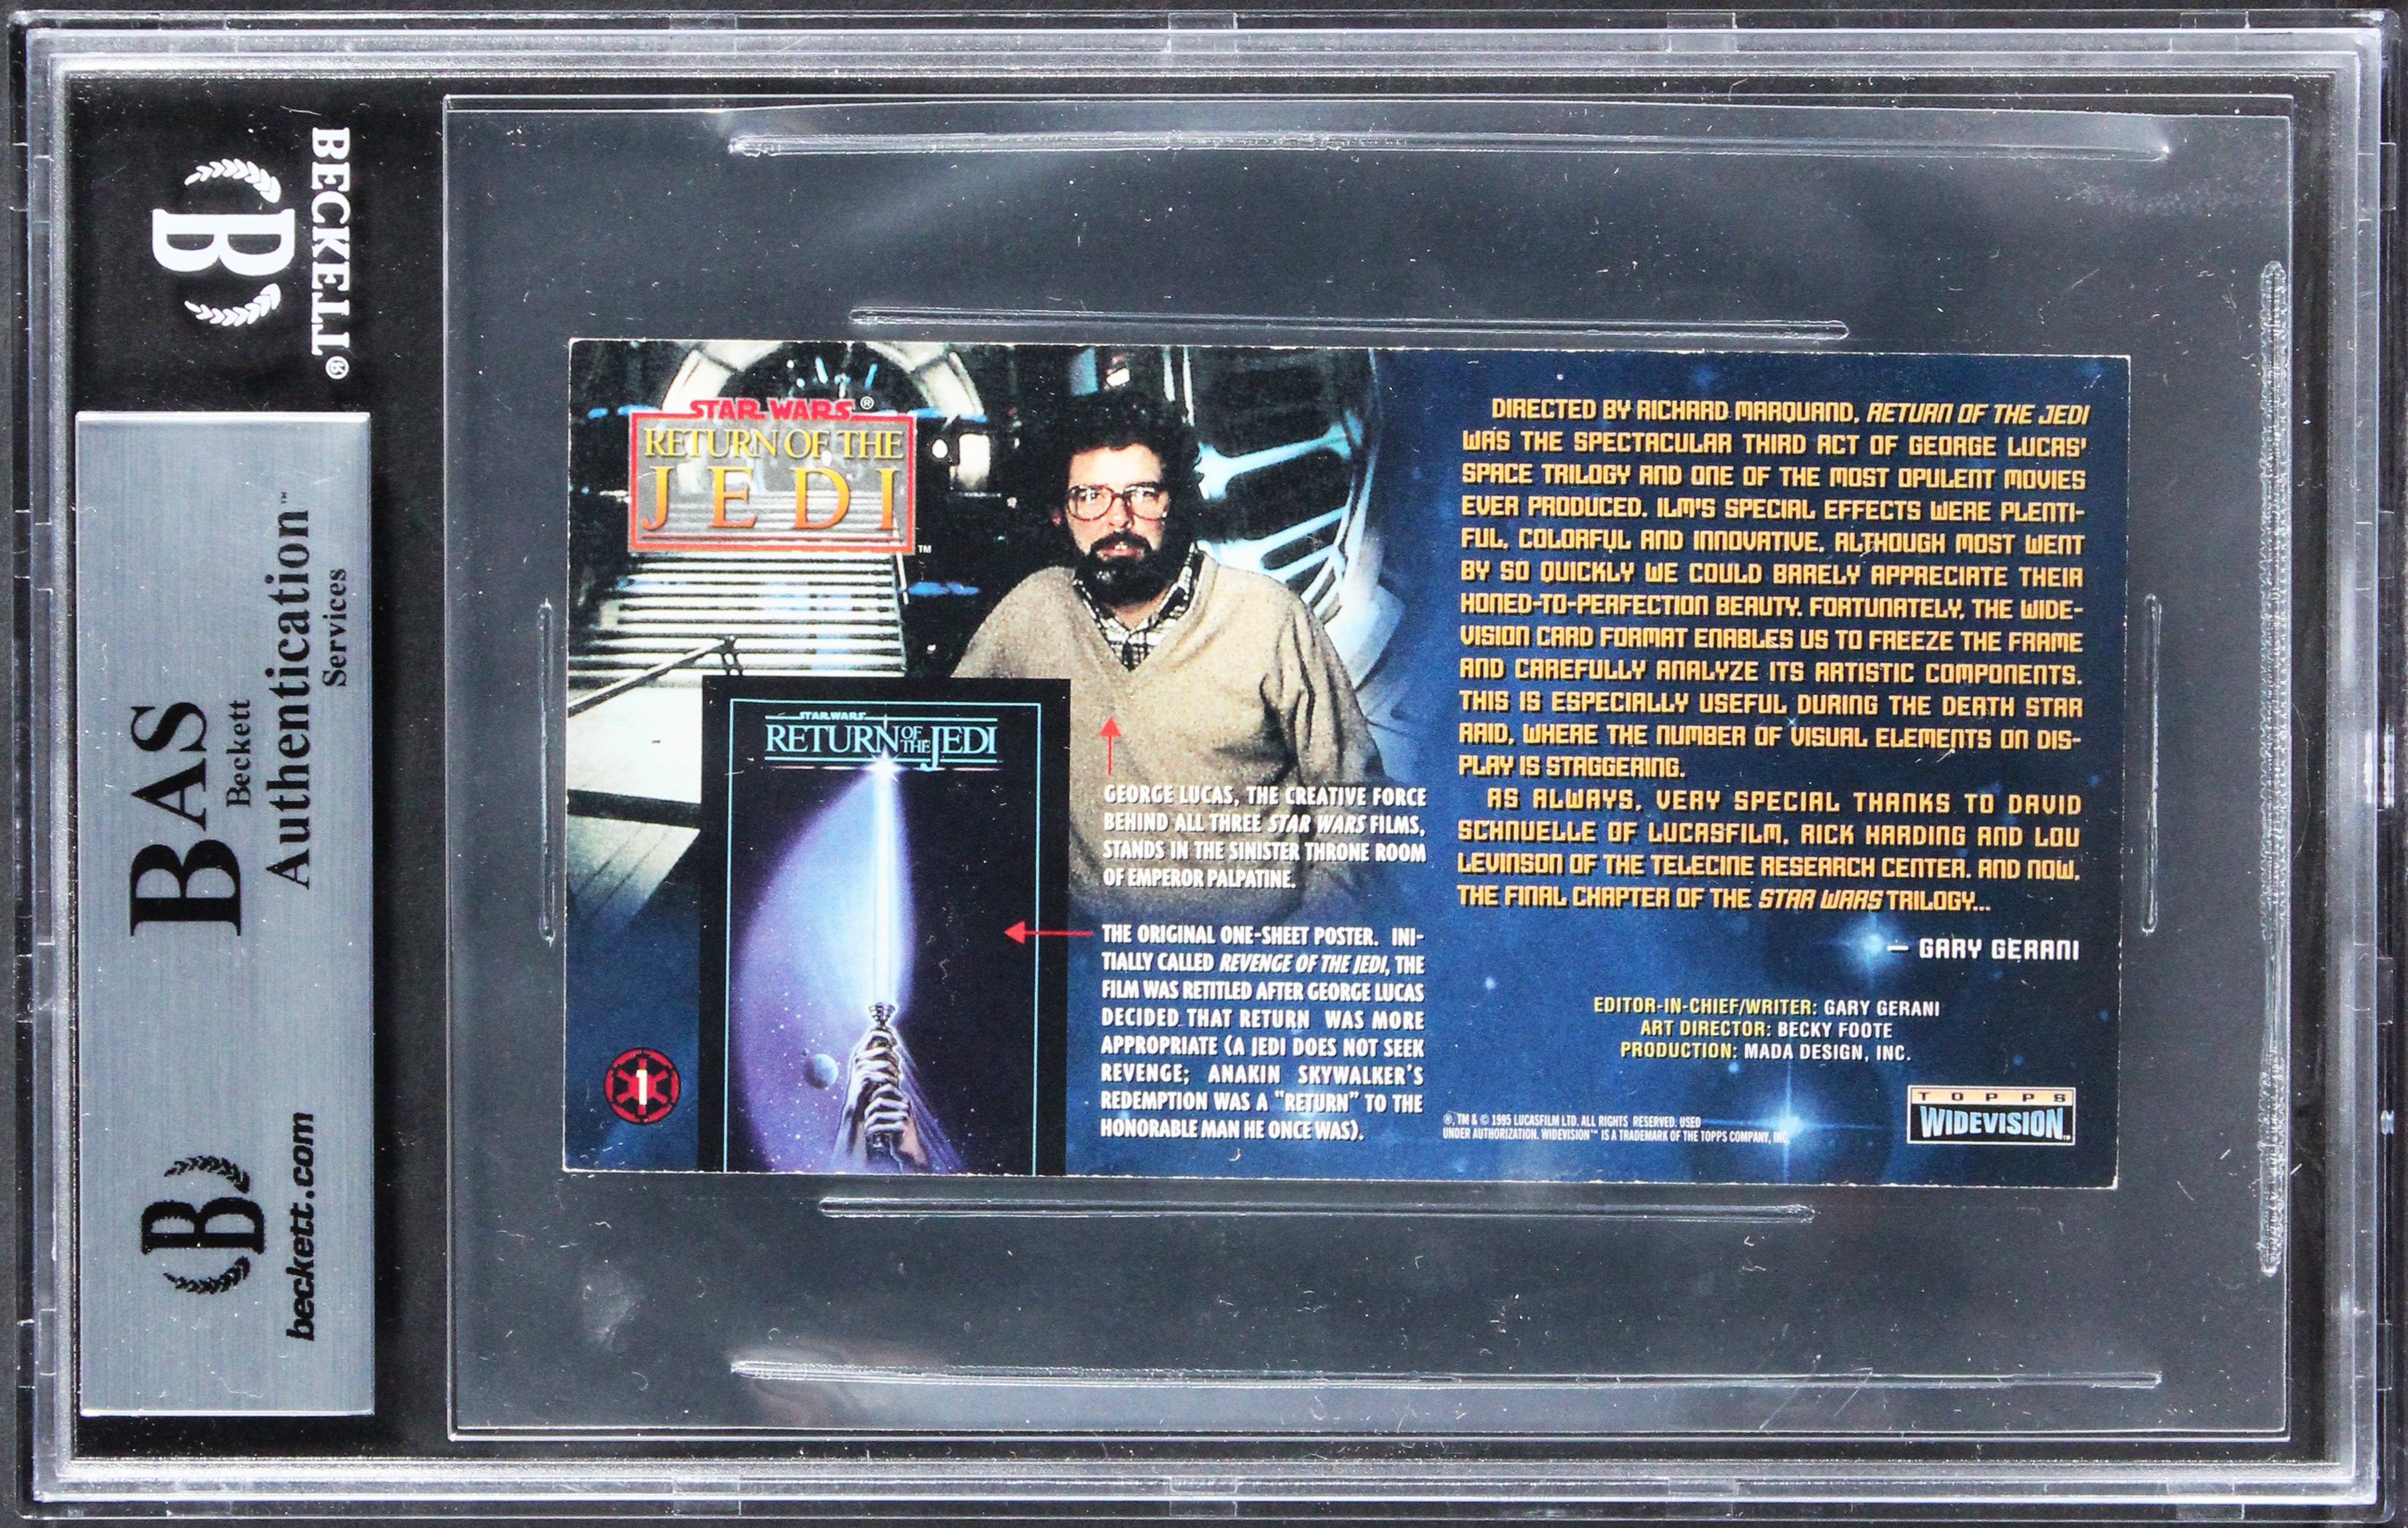 BECKETT®
B
BAS
Beckett
Authentication™
Services
B
beckett.com
STAR WARS®
RETURN OF THE
JEDI
TM
STAR WARS
RETURN OF THE JEDI
1
GEORGE LUCAS, THE CREATIVE FORCE
BEHIND ALL THREE STAR WARS FILMS,
STANDS IN THE SINISTER THRONE ROOM
OF EMPEROR PALPATINE.
THE ORIGINAL ONE-SHEET POSTER. INI-
TIALLY CALLED REVENGE OF THE JEDI, THE
FILM WAS RETITLED AFTER GEORGE LUCAS
DECIDED THAT RETURN WAS MORE
APPROPRIATE (A JEDI DOES NOT SEEK
REVENGE; ANAKIN SKYWALKER'S
REDEMPTION WAS A "RETURN" TO THE
HONORABLE MAN HE ONCE WAS).
DIRECTED BY RICHARD MARQUAND, RETURN OF THE JEDI
WAS THE SPECTACULAR THIRD ACT OF GEORGE LUCAS'
SPACE TRILOGY AND ONE OF THE MOST OPULENT MOVIES
EVER PRODUCED. ILM'S SPECIAL EFFECTS WERE PLENTI-
FUL, COLORFUL AND INNOVATIVE, ALTHOUGH MOST WENT
BY SO QUICKLY WE COULD BARELY APPRECIATE THEIR
HONED-TO-PERFECTION BEAUTY. FORTUNATELY, THE WIDE-
VISION CARD FORMAT ENABLES US TO FREEZE THE FRAME
AND CAREFULLY ANALYZE ITS ARTISTIC COMPONENTS.
THIS IS ESPECIALLY USEFUL DURING THE DEATH STAR
RAID, WHERE THE NUMBER OF VISUAL ELEMENTS ON DIS-
PLAY IS STAGGERING.
AS ALWAYS, VERY SPECIAL THANKS TO DAVID
SCHNUELLE OF LUCASFILM, RICK HARDING AND LOU
LEVINSON OF THE TELECINE RESEARCH CENTER. AND NOW,
THE FINAL CHAPTER OF THE STAR WARS TRILOGY...
— GARY GERANI
EDITOR-IN-CHIEF/WRITER: GARY GERANI
ART DIRECTOR: BECKY FOOTE
PRODUCTION: MADA DESIGN, INC.
®, TM & © 1995 LUCASFILM LTD. ALL RIGHTS RESERVED. USED
UNDER AUTHORIZATION. WIDEVISION™ IS A TRADEMARK OF THE TOPPS COMPANY, INC.
TOPPS
WIDEVISION™